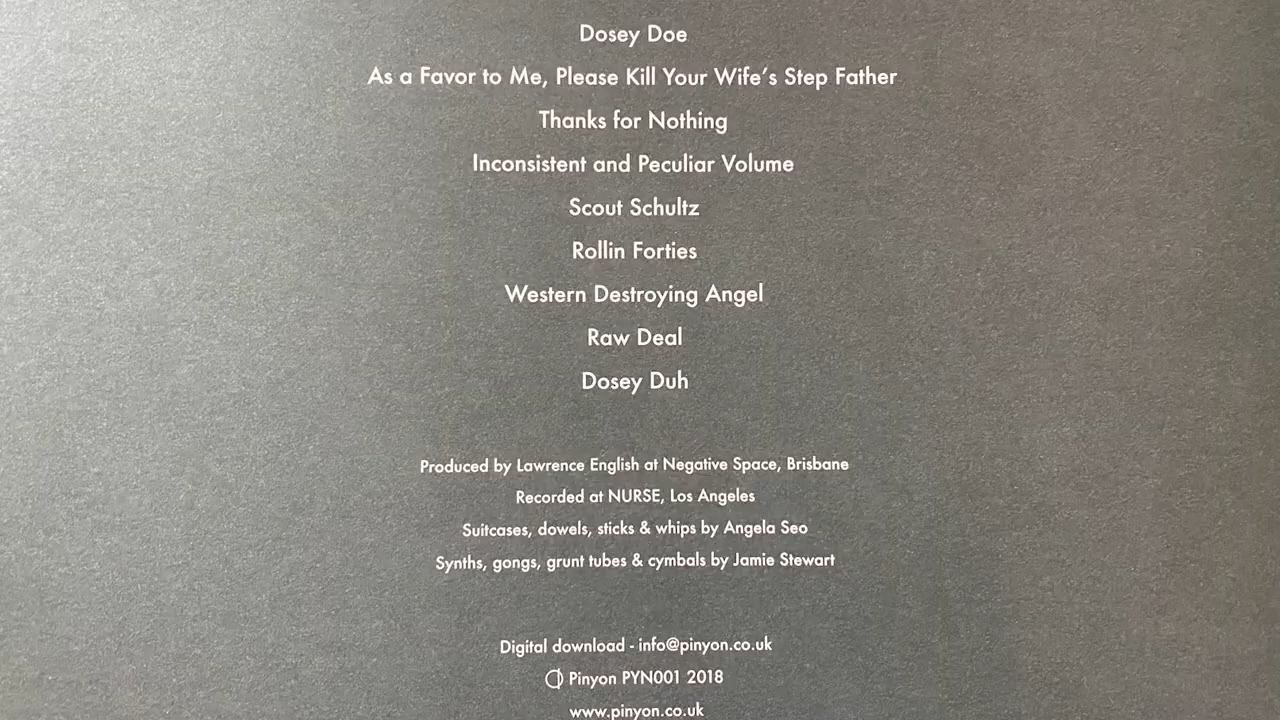 Dosey Doe
As a Favor to Me, Please Kill Your Wife's Step Father
Thanks for Nothing
Inconsistent and Peculiar Volume
Scout Schultz
Rollin Forties
Western Destroying Angel
Raw Deal
Dosey Duh
Produced by Lawrence English at Negative Space, Brisbane
Recorded at NURSE, Los Angeles
Suitcases, dowels, sticks & whips by Angela Seo
Synths, gongs, grunt tubes & cymbals by Jamie Stewart
Digital download - info@pinyon.co.uk
Pinyon PYN001 2018
www.pinyon.co.uk